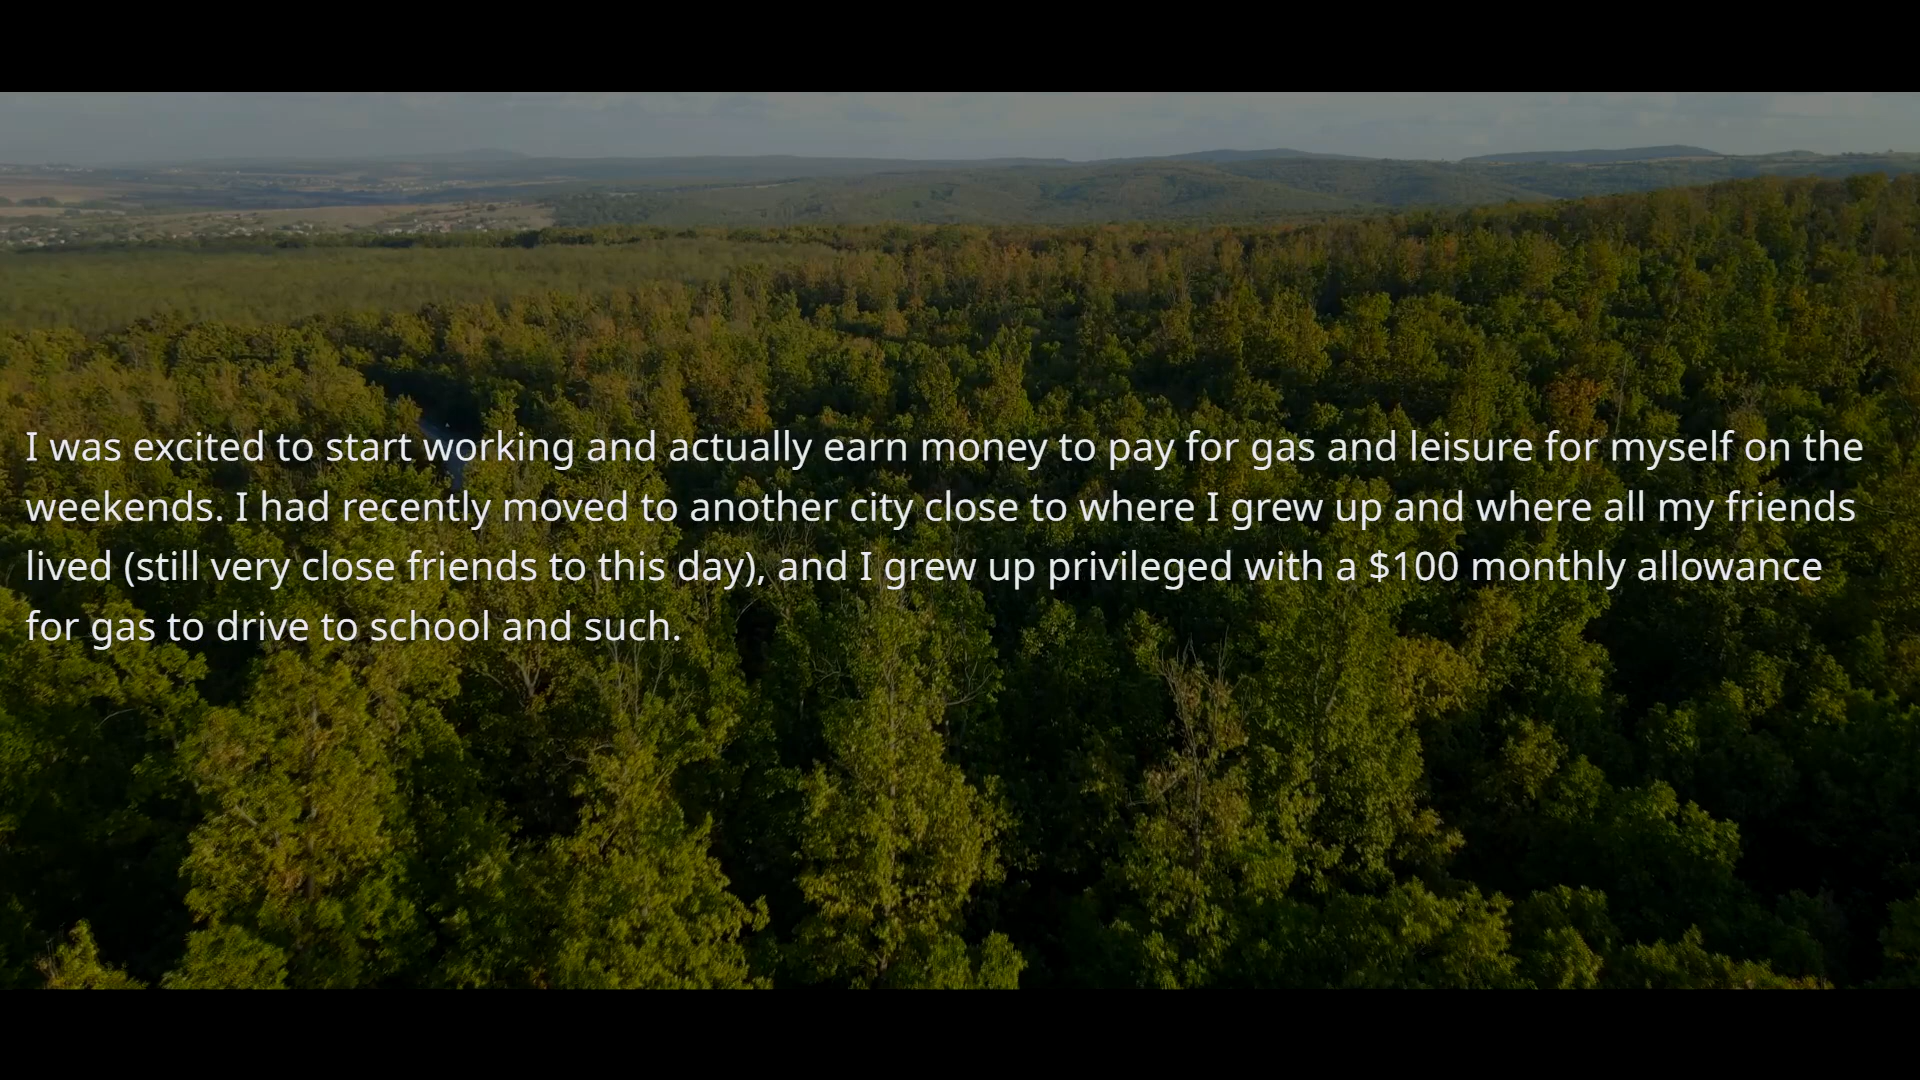 I was excited to start working and actually earn money to pay for gas and leisure for myself on the
weekends. I had recently moved to another city close to where I grew up and where all my friends
lived (still very close friends to this day), and I grew up privileged with a $100 monthly allowance
for gas to drive to school and such.